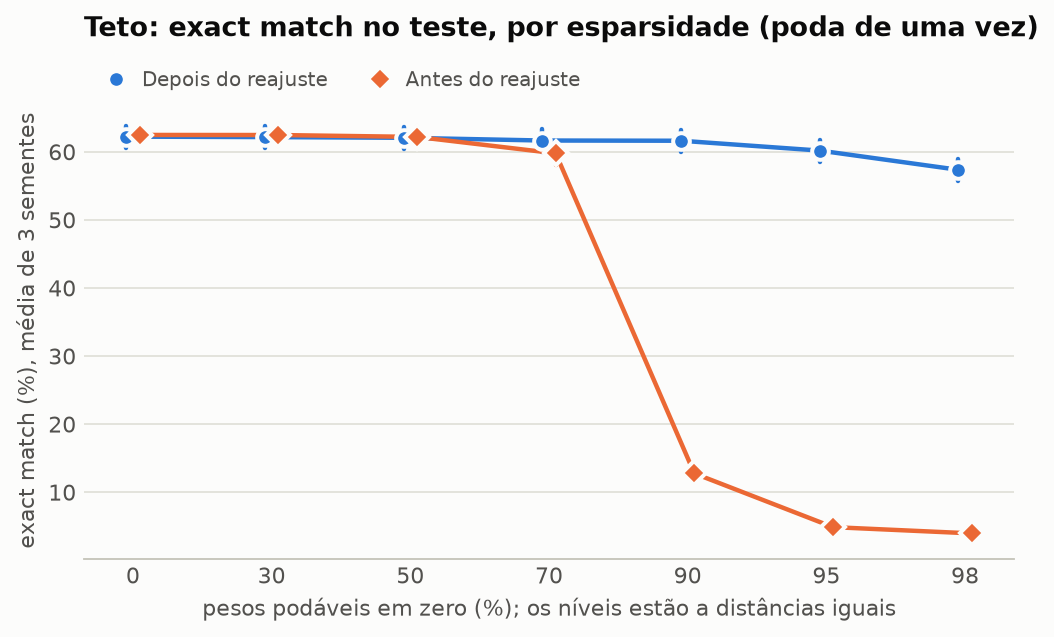 Teto: exact match no teste, por esparsidade (poda de uma vez)
Depois do reajuste
Antes do reajuste
exact match (%), média de 3 sementes
60
50
40
30
20
10
0 30 50 70 90 95 98
pesos podáveis em zero (%); os níveis estão a distâncias iguais